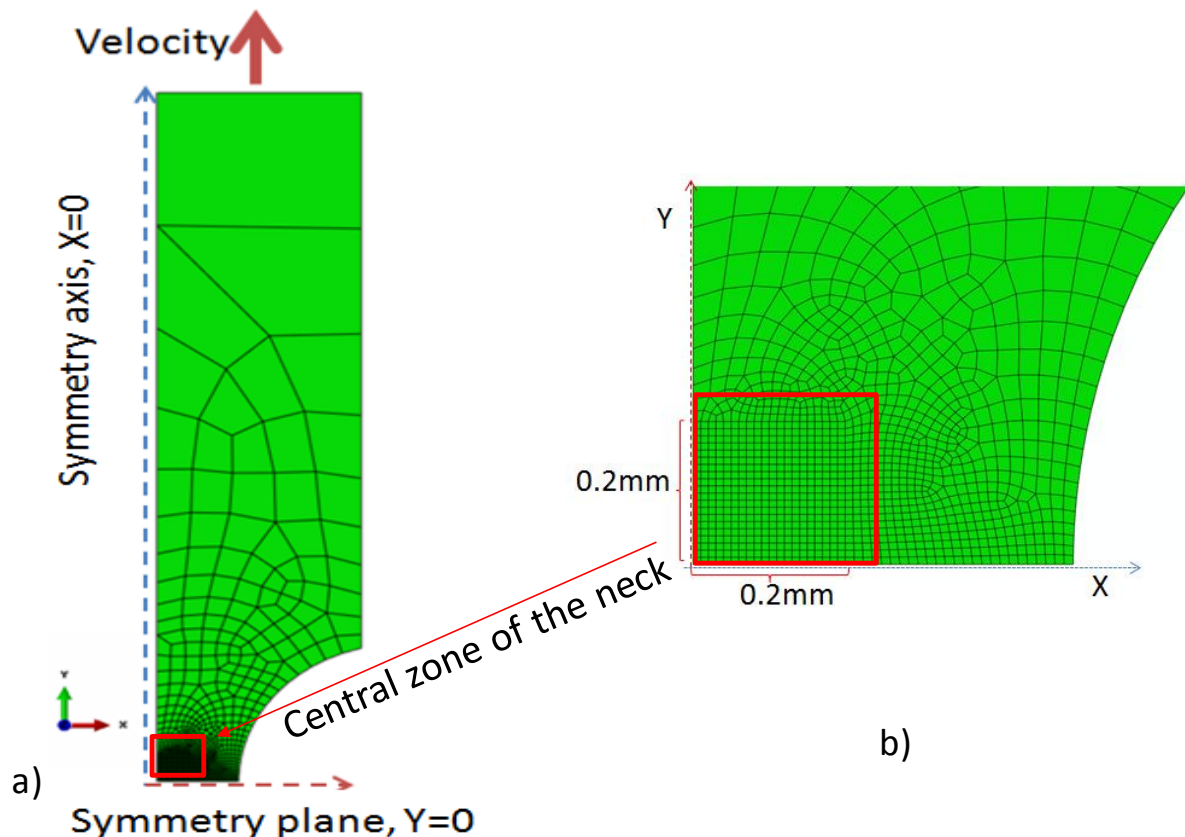 Velocity
Symmetry axis, X=0
Y
X
a)
Symmetry plane, Y=0
Central zone of the neck
Y
0.2mm
0.2mm
X
b)